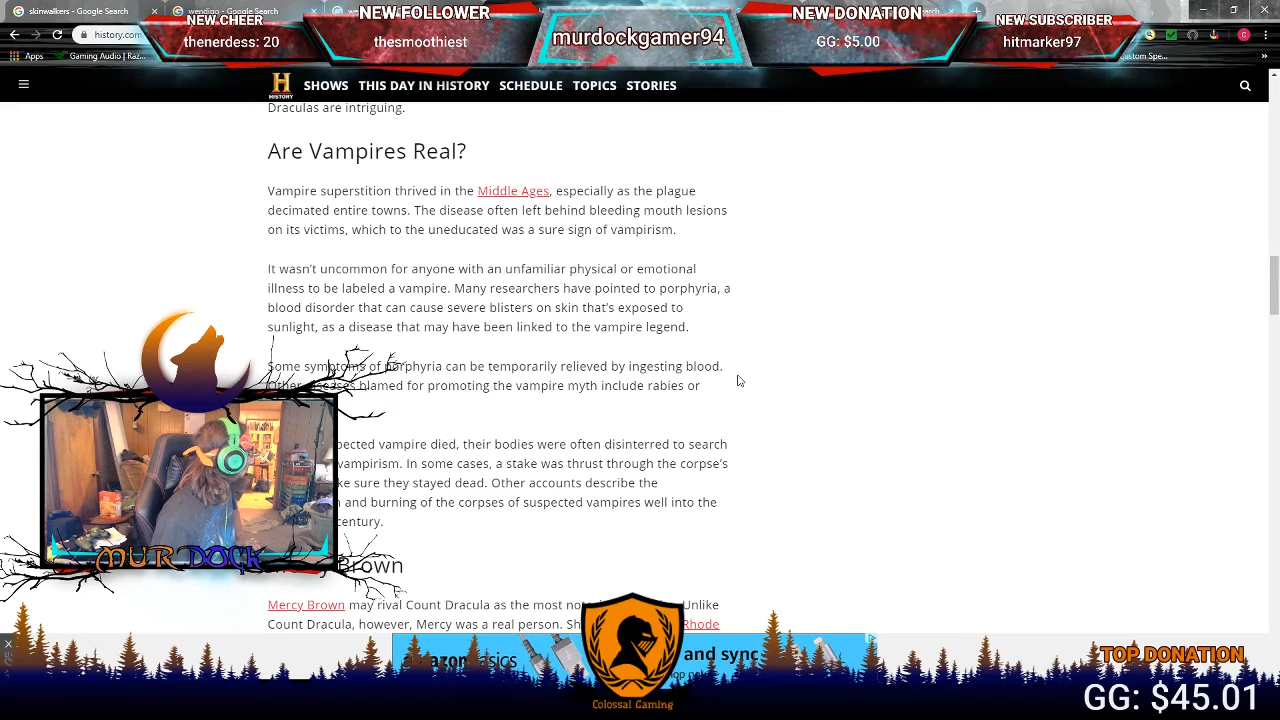 skinwalkers - Google Search
wendigo - Google Search
NEW CHEER
thenerdess: 20
NEW FOLLOWER
thesmoothiest
murdockgamer94
NEW DONATION
GG: $5.00
NEW SUBSCRIBER
hitmarker97
history.com
Apps
Gaming Audio | Raz...
Custom Spe...
HISTORY
SHOWS
THIS DAY IN HISTORY
SCHEDULE
TOPICS
STORIES
Draculas are intriguing.
Are Vampires Real?
Vampire superstition thrived in the Middle Ages, especially as the plague
decimated entire towns. The disease often left behind bleeding mouth lesions
on its victims, which to the uneducated was a sure sign of vampirism.
It wasn't uncommon for anyone with an unfamiliar physical or emotional
illness to be labeled a vampire. Many researchers have pointed to porphyria, a
blood disorder that can cause severe blisters on skin that's exposed to
sunlight, as a disease that may have been linked to the vampire legend.
Some symptoms of porphyria can be temporarily relieved by ingesting blood.
Other diseases blamed for promoting the vampire myth include rabies or
pected vampire died, their bodies were often disinterred to search
vampirism. In some cases, a stake was thrust through the corpse's
ke sure they stayed dead. Other accounts describe the
and burning of the corpses of suspected vampires well into the
century.
MURDOCK
Brown
Mercy Brown may rival Count Dracula as the most Unlike
Count Dracula, however, Mercy was a real person. Rhode
and sync
Colossal Gaming
TOP DONATION
GG: $45.01